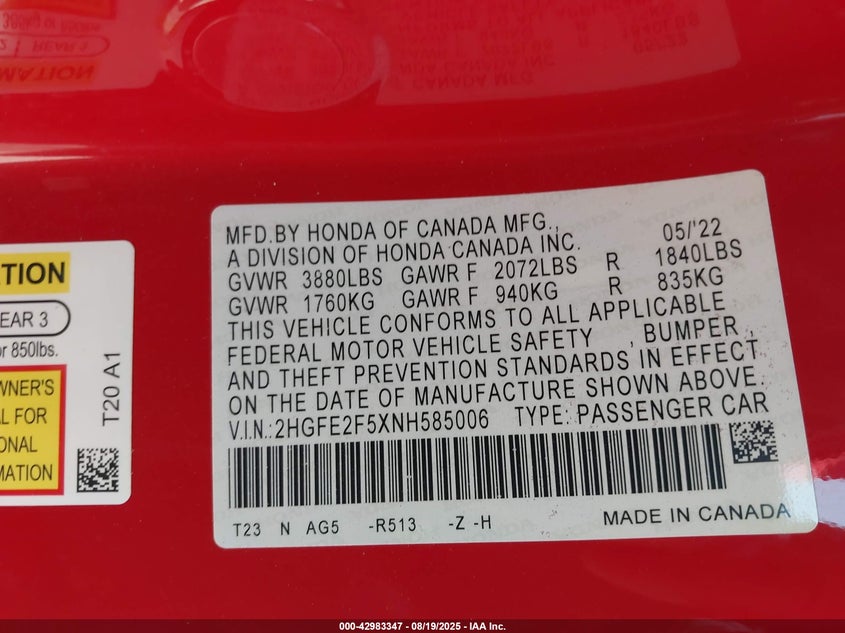 MFD.BY HONDA OF CANADA MFG., 05/'22
A DIVISION OF HONDA CANADA INC.
GVWR 3880LBS GAWR F 2072LBS R 1840LBS
GVWR 1760KG GAWR F 940KG R 835KG
THIS VEHICLE CONFORMS TO ALL APPLICABLE
FEDERAL MOTOR VEHICLE SAFETY , BUMPER ,
AND THEFT PREVENTION STANDARDS IN EFFECT
ON THE DATE OF MANUFACTURE SHOWN ABOVE.
V.I.N.:2HGFE2F5XNH585006 TYPE: PASSENGER CAR
T23 N AG5 -R513 -Z -H MADE IN CANADA
EAR 3
or 850lbs.
WNER'S
AL FOR
ONAL
MATION
T20 A1
000-42983347 - 08/19/2025 - IAA Inc.